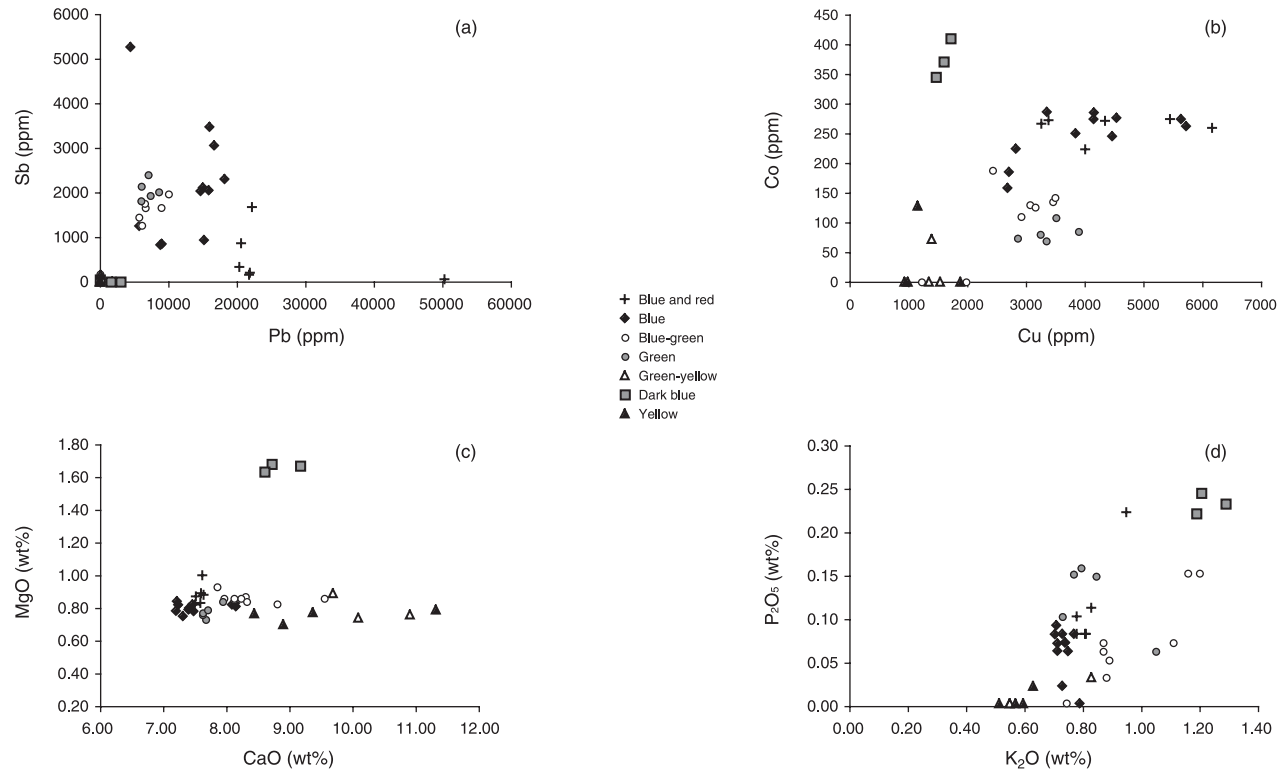 (a)
6000
5000
4000
3000
2000
1000
0
Sb (ppm)
0 10000 20000 30000 40000 50000 60000
Pb (ppm)
(b)
450
400
350
300
250
200
150
100
50
0
Co (ppm)
0 1000 2000 3000 4000 5000 6000 7000
Cu (ppm)
Blue and red
Blue
Blue-green
Green
Green-yellow
Dark blue
Yellow
(c)
1.80
1.60
1.40
1.20
1.00
0.80
0.60
0.40
0.20
MgO (wt%)
6.00 7.00 8.00 9.00 10.00 11.00 12.00
CaO (wt%)
(d)
0.30
0.25
0.20
0.15
0.10
0.05
0.00
P₂O₅ (wt%)
0.00 0.20 0.40 0.60 0.80 1.00 1.20 1.40
K₂O (wt%)